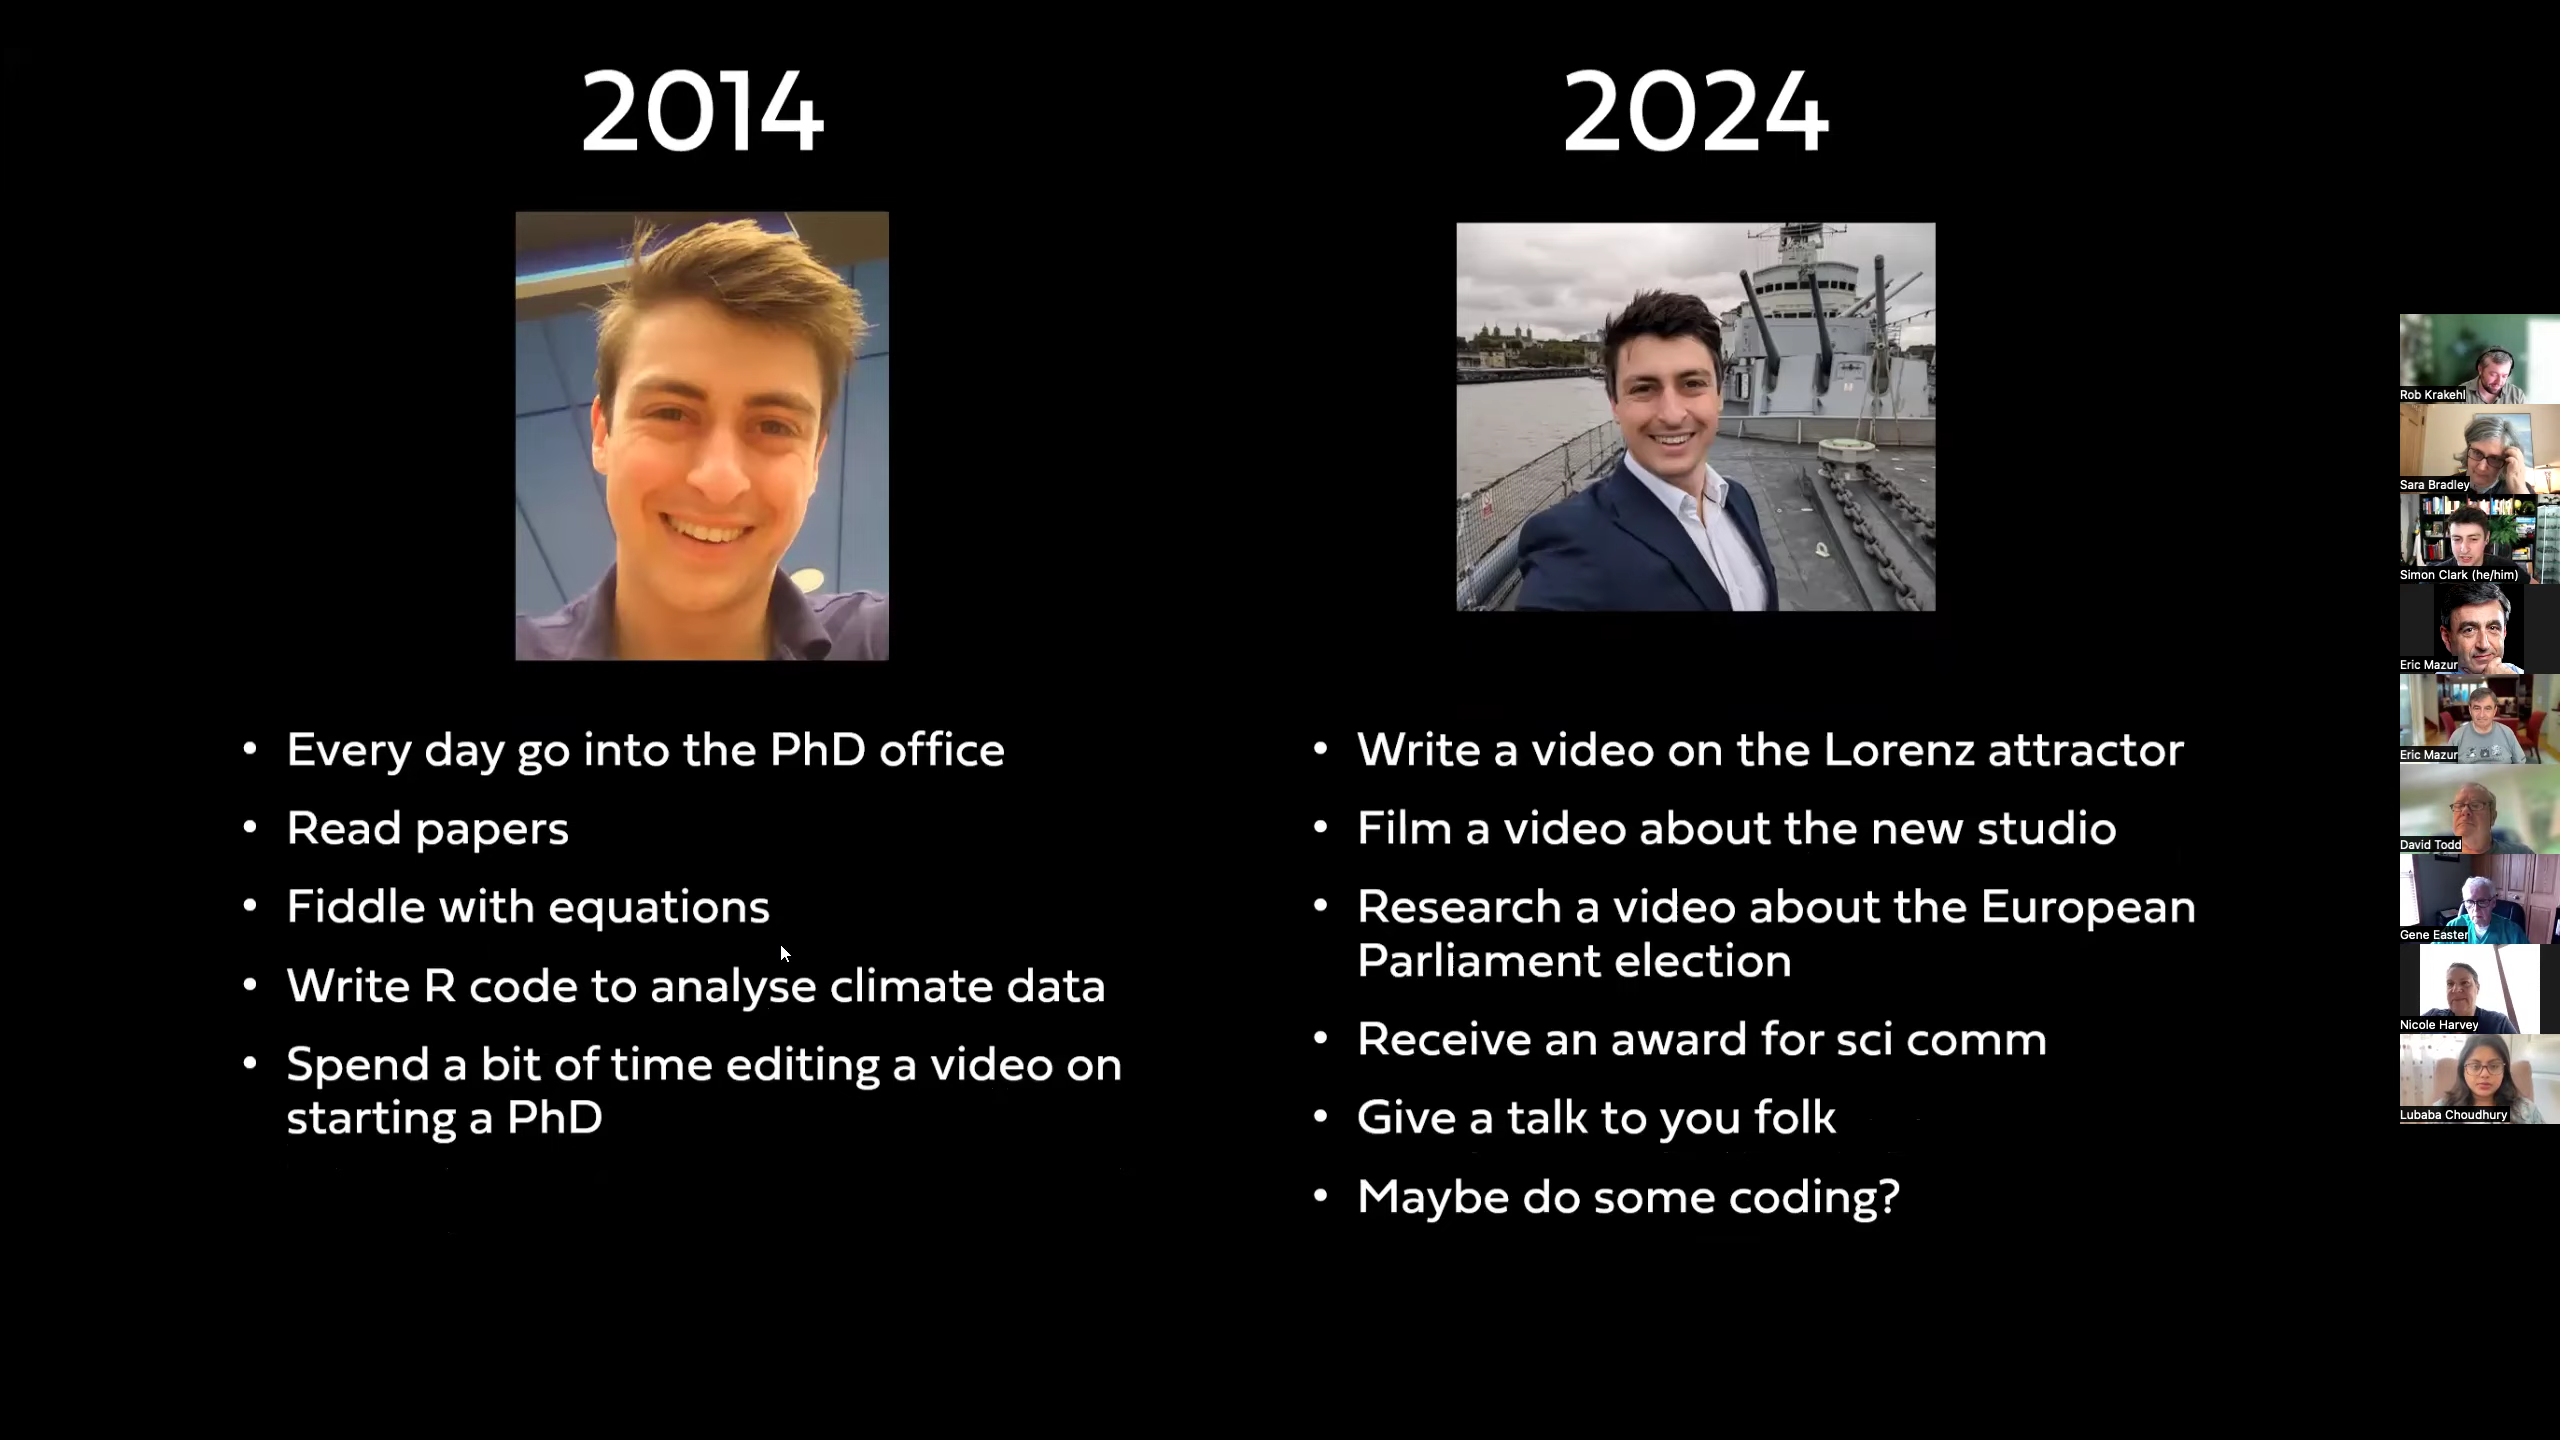 2014
2024
• Every day go into the PhD office
• Read papers
• Fiddle with equations
• Write R code to analyse climate data
• Spend a bit of time editing a video on
starting a PhD
• Write a video on the Lorenz attractor
• Film a video about the new studio
• Research a video about the European
Parliament election
• Receive an award for sci comm
• Give a talk to you folk
• Maybe do some coding?
Rob Krakehl
Sara Bradley
Simon Clark (he/him)
Eric Mazur
Eric Mazur
David Todd
Gene Easter
Nicole Harvey
Lubaba Choudhury